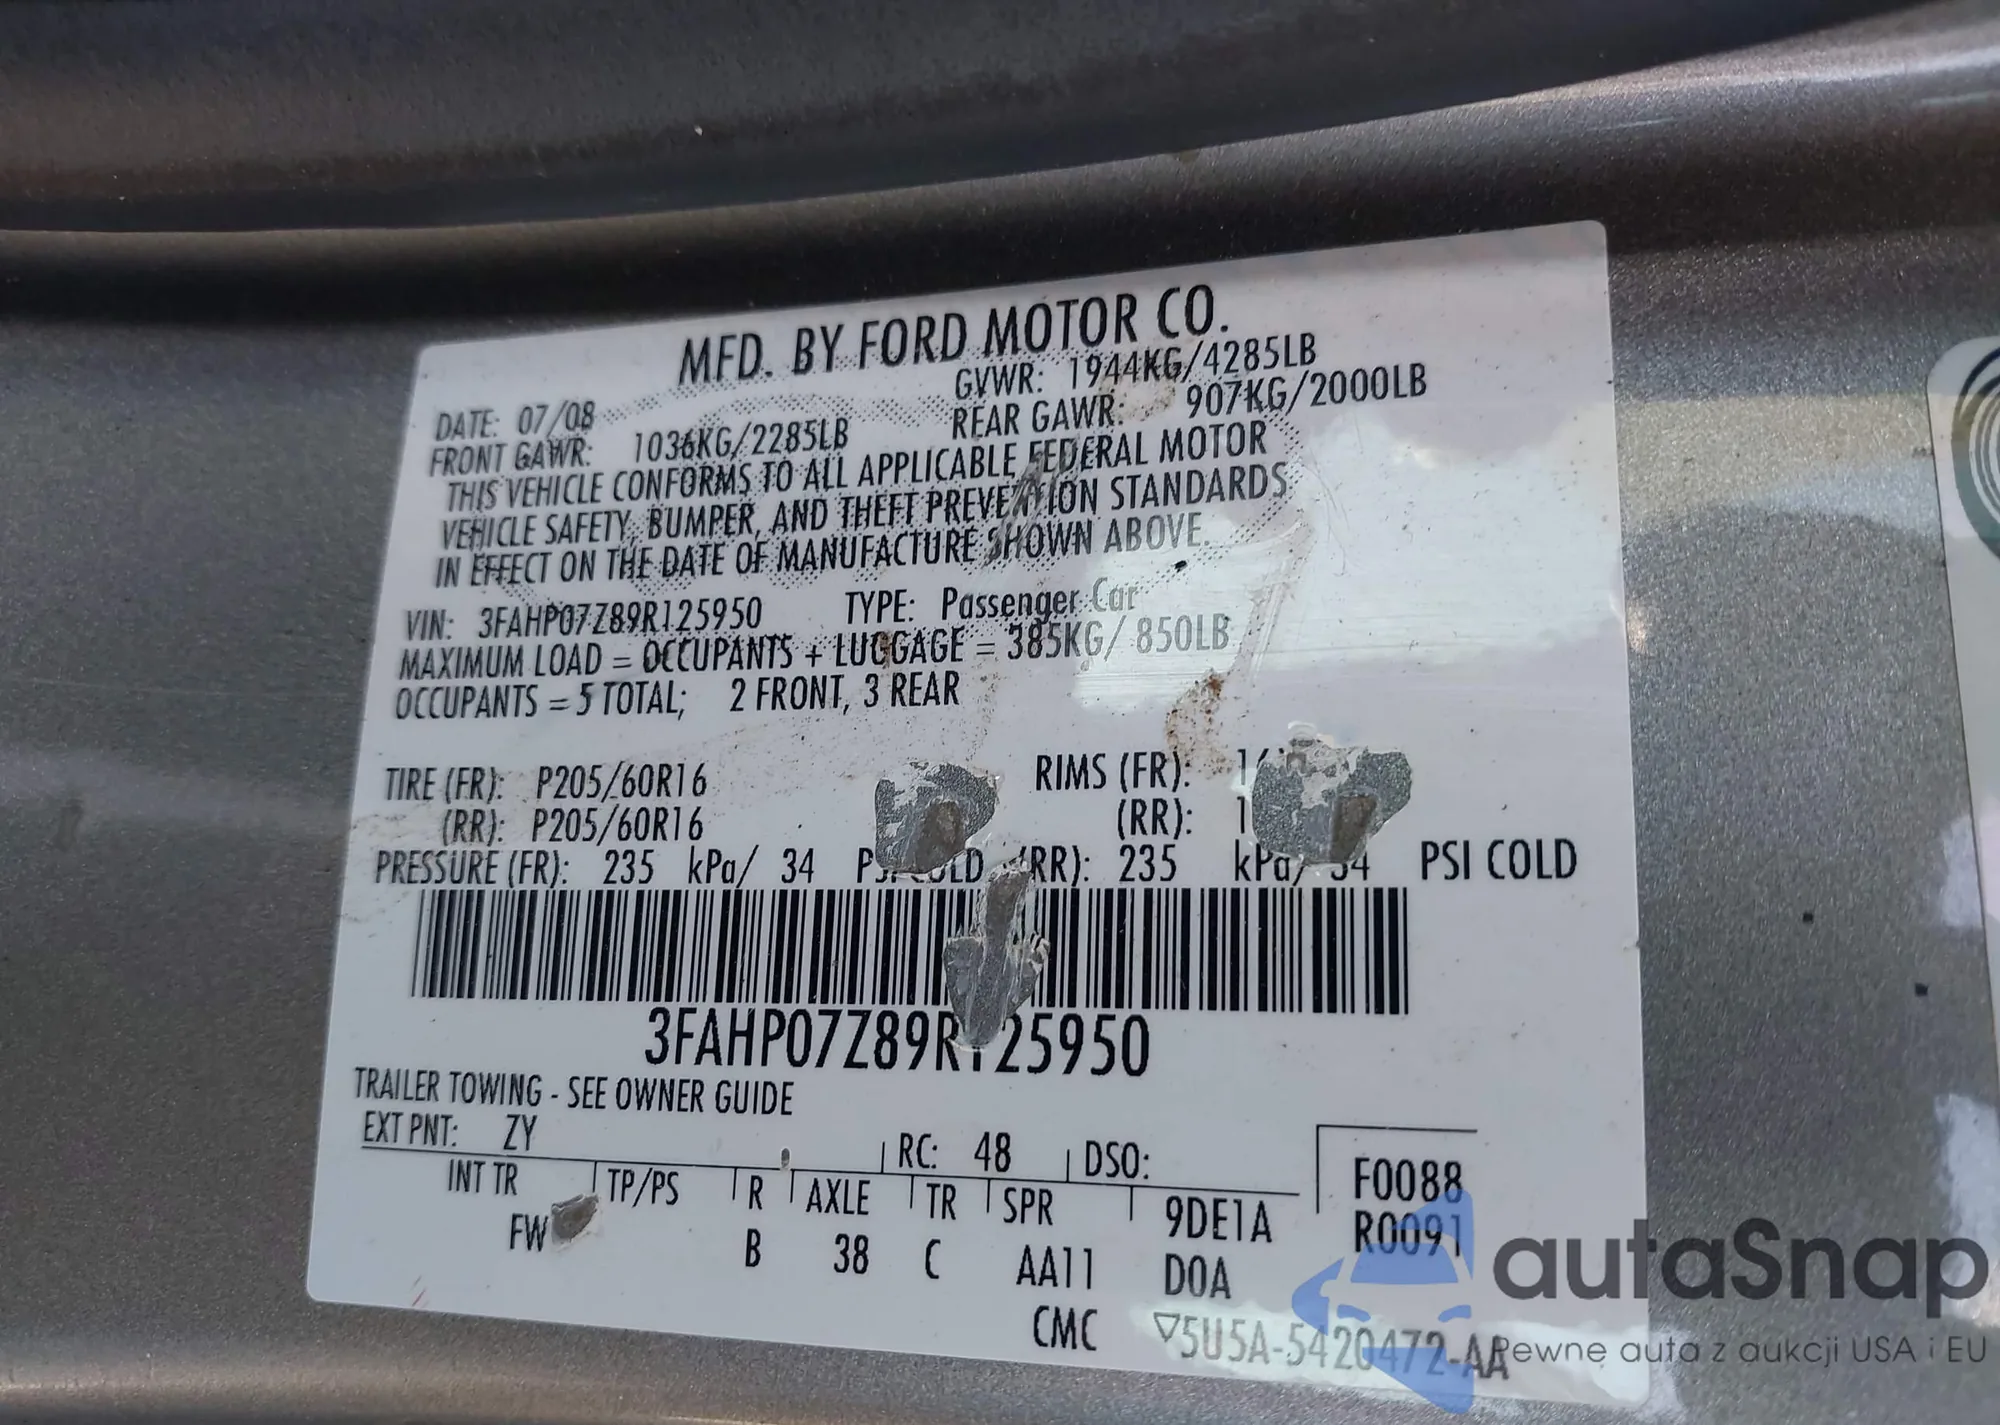 MFD. BY FORD MOTOR CO.
DATE: 07/08 GVWR: 1944KG/4285LB
FRONT GAWR: 1036KG/2285LB REAR GAWR: 907KG/2000LB
THIS VEHICLE CONFORMS TO ALL APPLICABLE FEDERAL MOTOR
VEHICLE SAFETY, BUMPER, AND THEFT PREVENTION STANDARDS
IN EFFECT ON THE DATE OF MANUFACTURE SHOWN ABOVE.
VIN: 3FAHP07Z89R125950 TYPE: Passenger Car
MAXIMUM LOAD = OCCUPANTS + LUGGAGE = 385KG/ 850LB
OCCUPANTS = 5 TOTAL; 2 FRONT, 3 REAR
TIRE (FR): P205/60R16 RIMS (FR):
(RR): P205/60R16 (RR):
PRESSURE (FR): 235 kPa/ 34 PSI COLD (RR): 235 kPa/ 34 PSI COLD
3FAHP07Z89R125950
TRAILER TOWING - SEE OWNER GUIDE
EXT PNT: ZY RC: 48 DSO:
INT TR TP/PS R AXLE TR SPR 9DE1A F0088
FW B 38 C AA11 DOA R0091
CMC ▽5U5A-5420472-AA
autaSnap
Pewne auta z aukcji USA i EU